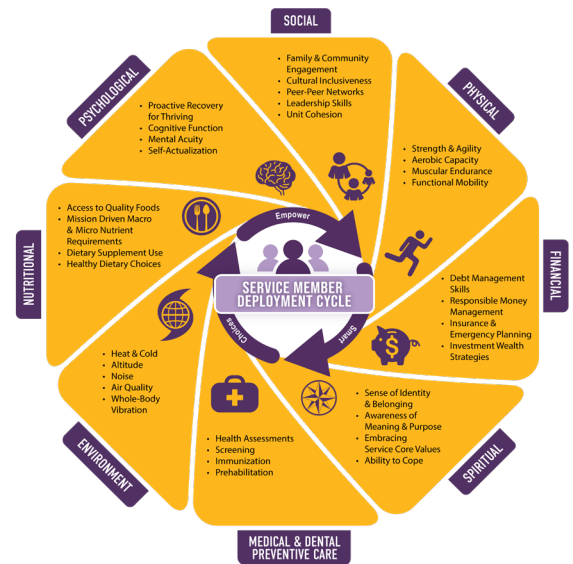 SOCIAL
• Family & Community
Engagement
• Cultural Inclusiveness
• Peer-Peer Networks
• Leadership Skills
• Unit Cohesion
PHYSICAL
• Strength & Agility
• Aerobic Capacity
• Muscular Endurance
• Functional Mobility
FINANCIAL
• Debt Management
Skills
• Responsible Money
Management
• Insurance &
Emergency Planning
• Investment Wealth
Strategies
$
SPIRITUAL
• Sense of Identity
& Belonging
• Awareness of
Meaning & Purpose
• Embracing
Service Core Values
• Ability to Cope
MEDICAL & DENTAL
PREVENTIVE CARE
• Health Assessments
• Screening
• Immunization
• Prehabilitation
ENVIRONMENT
• Heat & Cold
• Altitude
• Noise
• Air Quality
• Whole-Body
Vibration
NUTRITIONAL
• Access to Quality Foods
• Mission Driven Macro
& Micro Nutrient
Requirements
• Dietary Supplement Use
• Healthy Dietary Choices
PSYCHOLOGICAL
• Proactive Recovery
for Thriving
• Cognitive Function
• Mental Acuity
• Self-Actualization
Empower
SERVICE MEMBER
DEPLOYMENT CYCLE
Smart
Choices